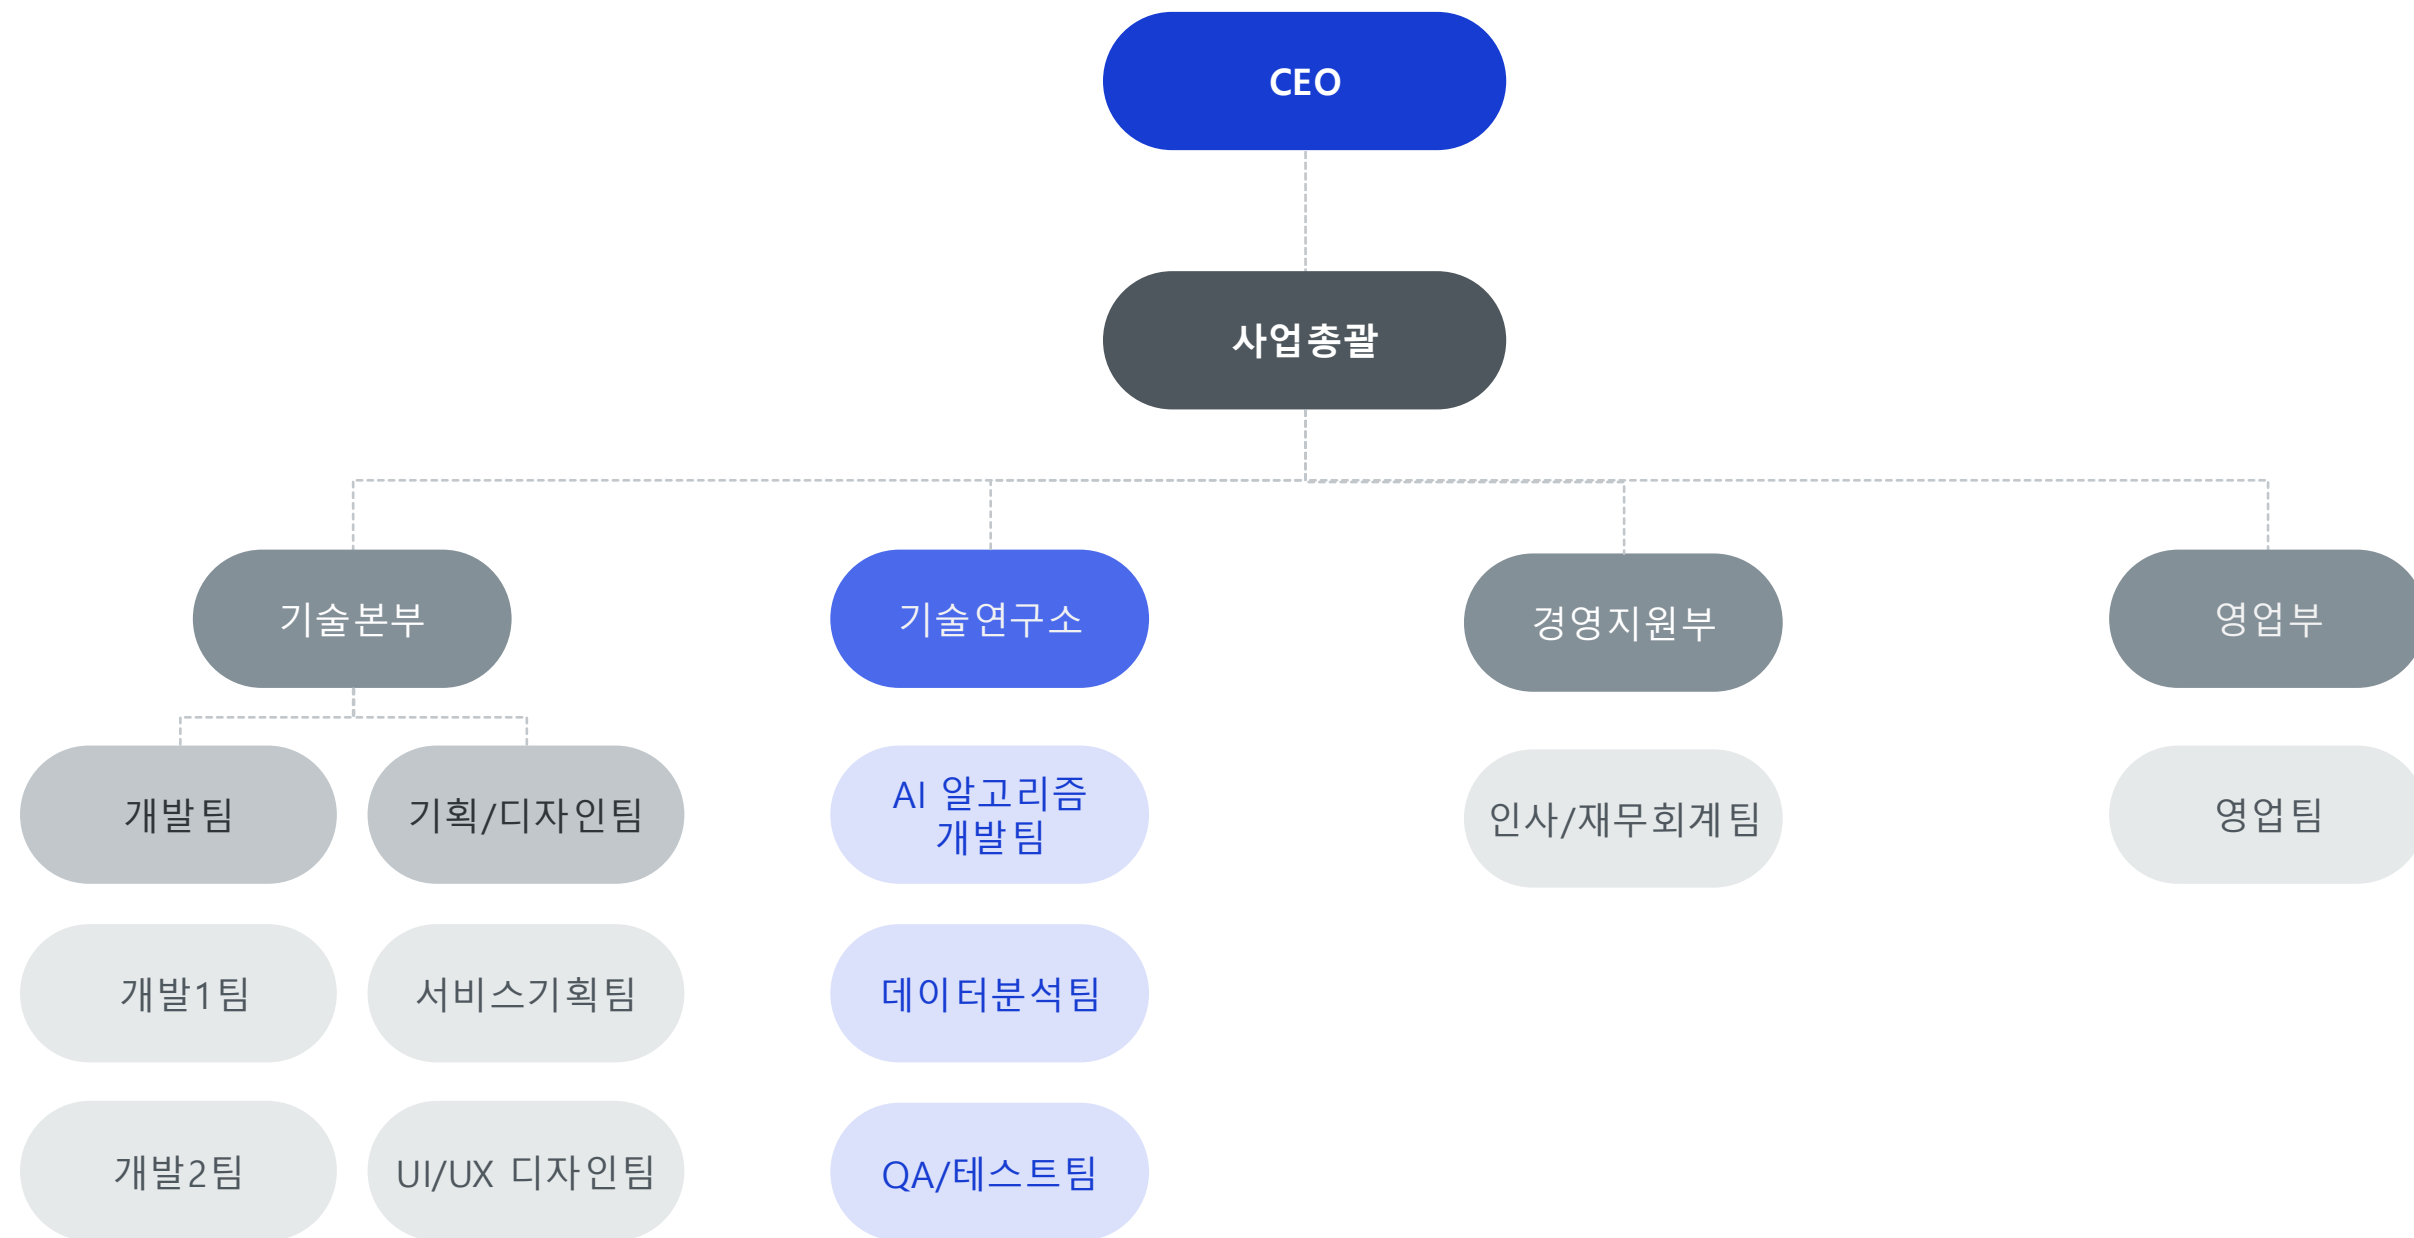 CEO
사업총괄
기술본부
기술연구소
경영지원부
영업부
개발팀
기획/디자인팀
AI 알고리즘
개발팀
인사/재무회계팀
영업팀
개발1팀
서비스기획팀
데이터분석팀
개발2팀
UI/UX 디자인팀
QA/테스트팀